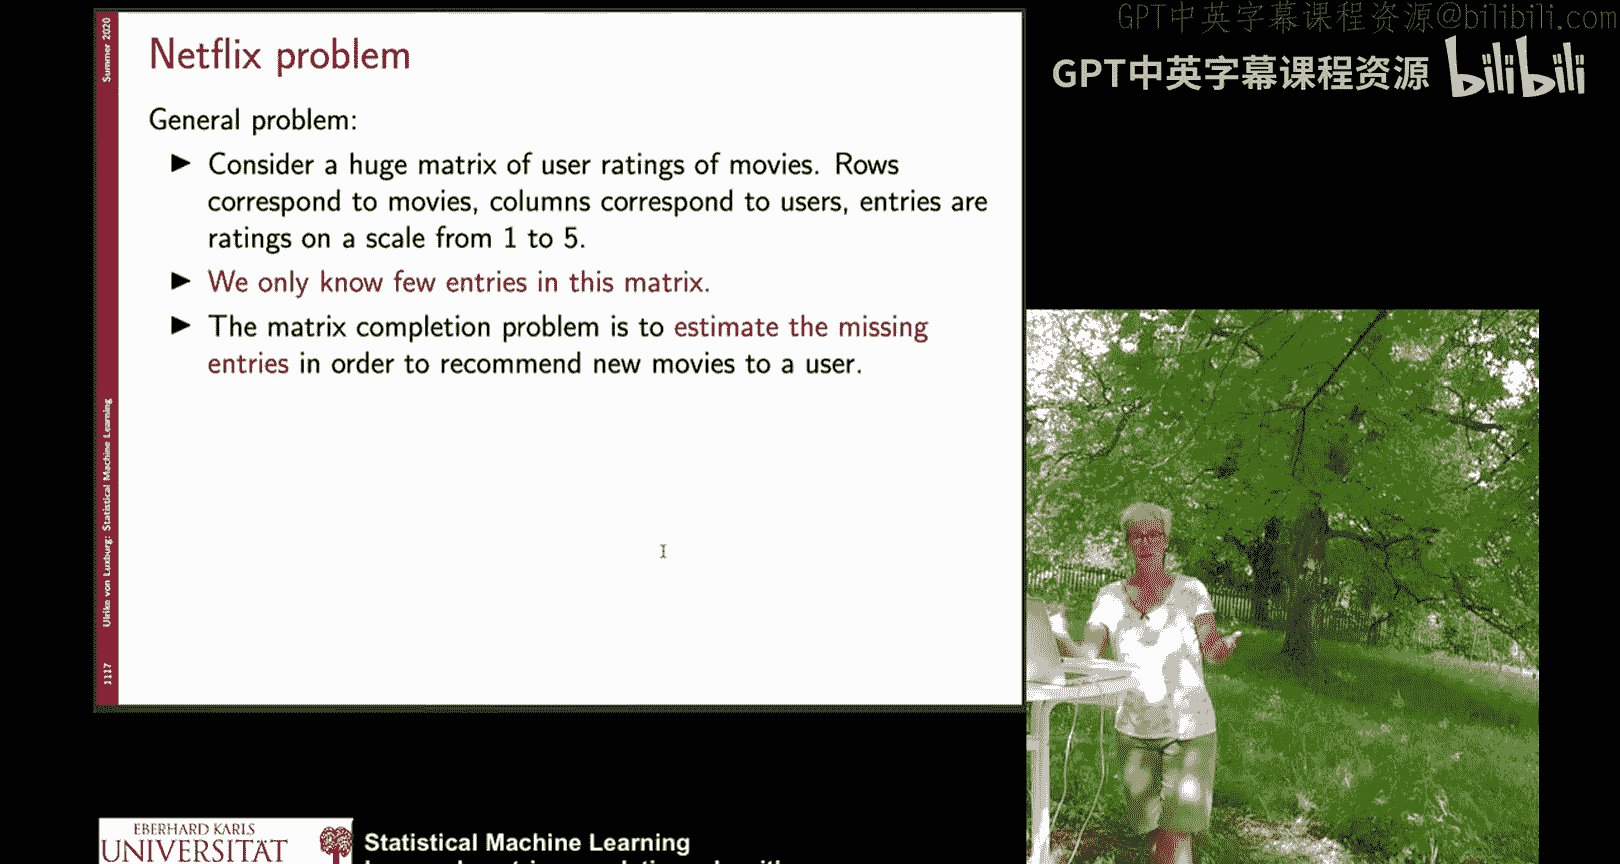 GPT中英字幕课程资源@bilibili.com
GPT中英字幕课程资源 bilibili
Summer 2020
Netflix problem
General problem:
Consider a huge matrix of user ratings of movies. Rows
correspond to movies, columns correspond to users, entries are
ratings on a scale from 1 to 5.
We only know few entries in this matrix.
The matrix completion problem is to estimate the missing
entries in order to recommend new movies to a user.
Ulrike von Luxburg: Statistical Machine Learning
1117
EBERHARD KARLS
UNIVERSITÄT
Statistical Machine Learning